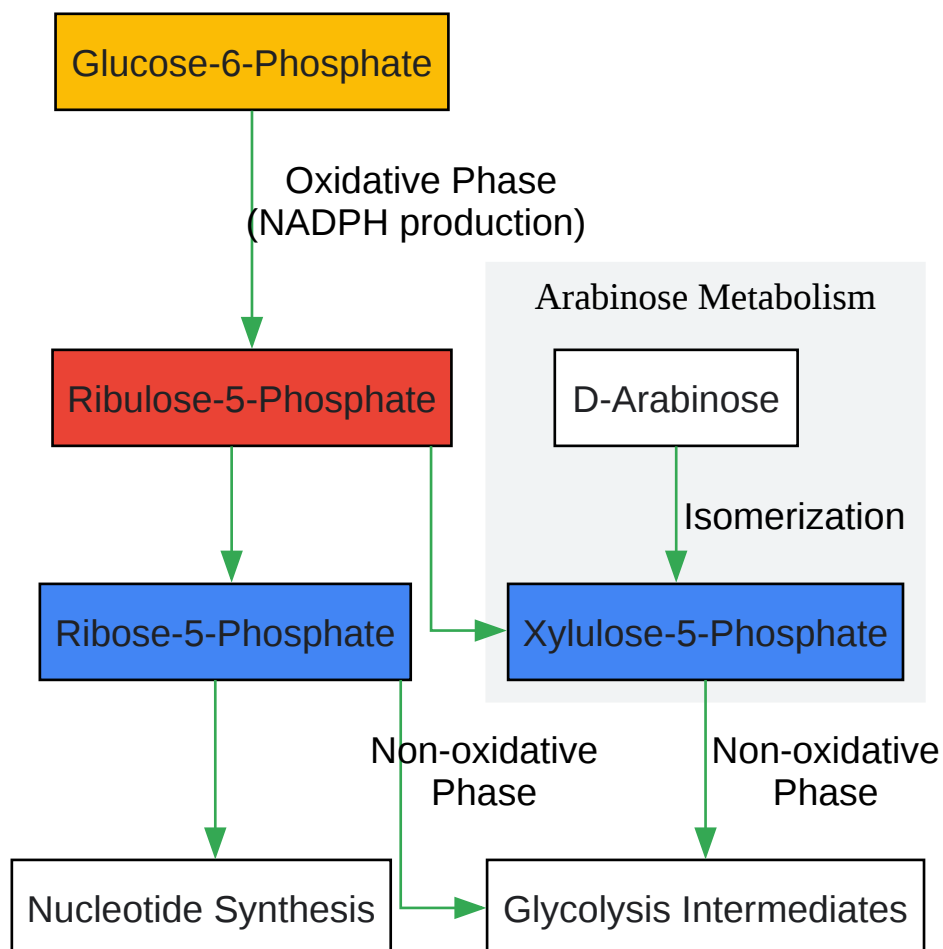 Glucose-6-Phosphate
Oxidative Phase
(NADPH production)
Arabinose Metabolism
Ribulose-5-Phosphate
D-Arabinose
Isomerization
Ribose-5-Phosphate
Xylulose-5-Phosphate
Non-oxidative
Phase
Non-oxidative
Phase
Nucleotide Synthesis
Glycolysis Intermediates